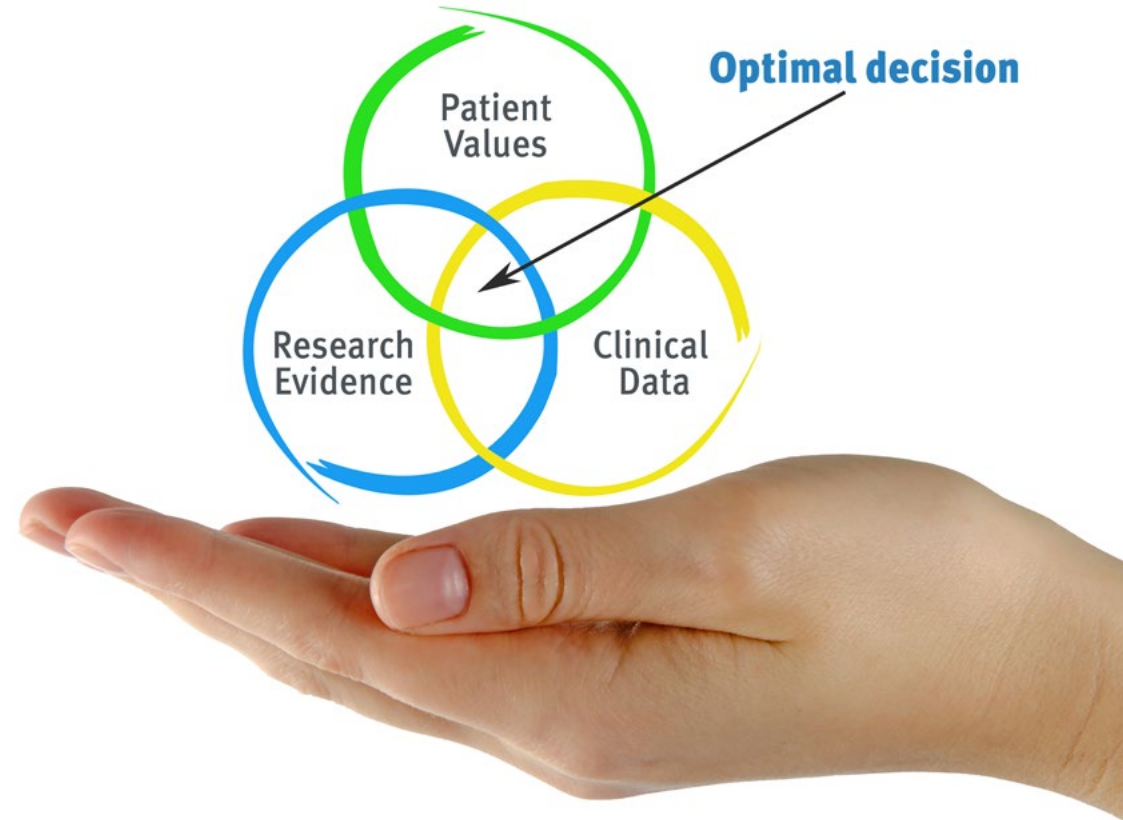 Optimal decision
Patient
Values
Research
Evidence
Clinical
Data